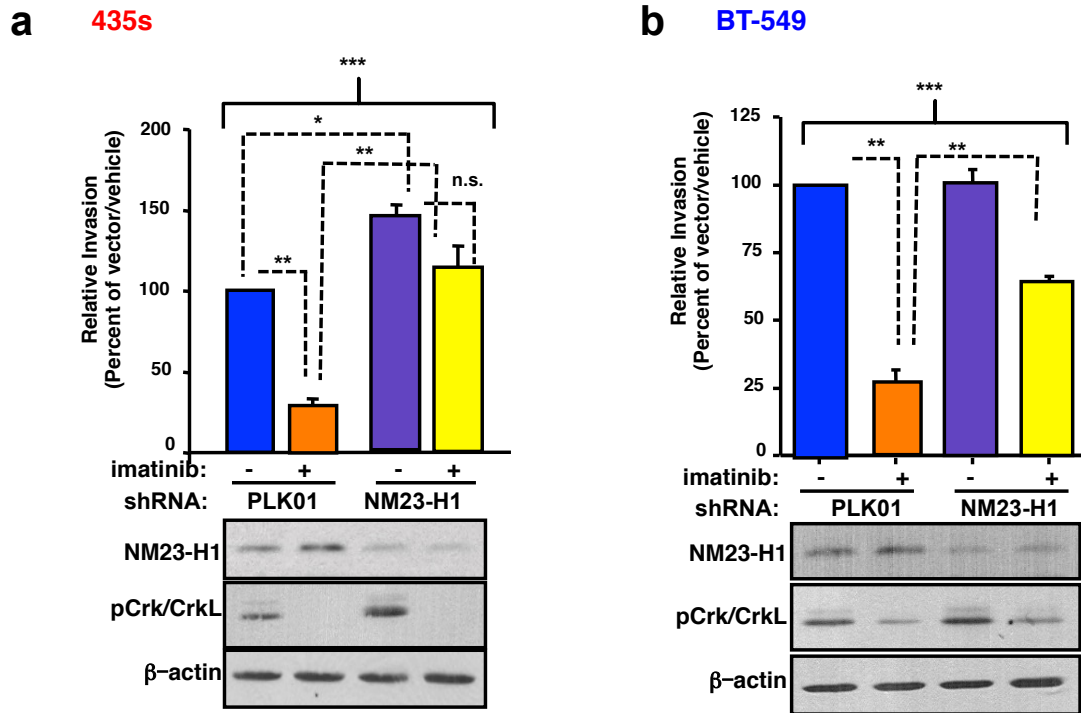 a
435s
***
*
**
n.s.
**
Relative Invasion
(Percent of vector/vehicle)
200
150
100
50
0
imatinib: - + - +
shRNA: PLK01 NM23-H1
NM23-H1
pCrk/CrkL
β-actin
b
BT-549
***
** **
Relative Invasion
(Percent of vector/vehicle)
125
100
75
50
25
0
imatinib: - + - +
shRNA: PLK01 NM23-H1
NM23-H1
pCrk/CrkL
β-actin